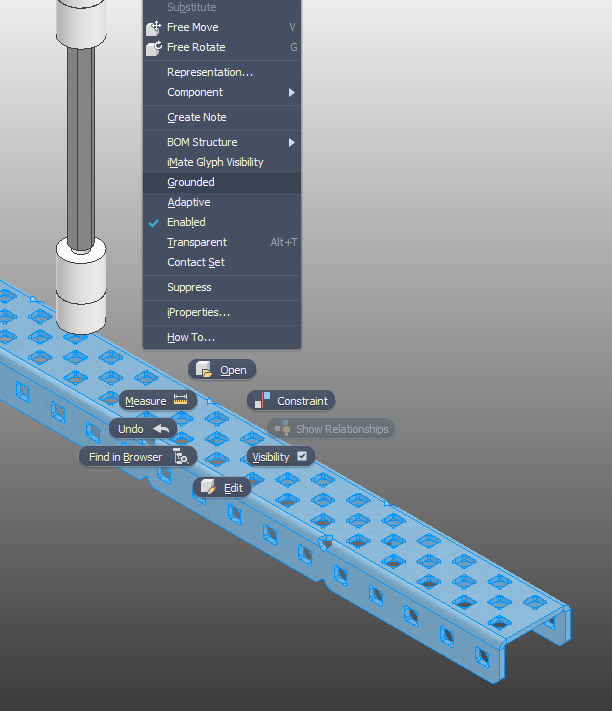 Substitute
Free Move V
Free Rotate G
Representation...
Component
Create Note
BOM Structure
iMate Glyph Visibility
Grounded
Adaptive
Enabled
Transparent Alt+T
Contact Set
Suppress
iProperties...
How To...
Open
Measure
Constraint
Undo
Show Relationships
Find in Browser
Visibility
Edit